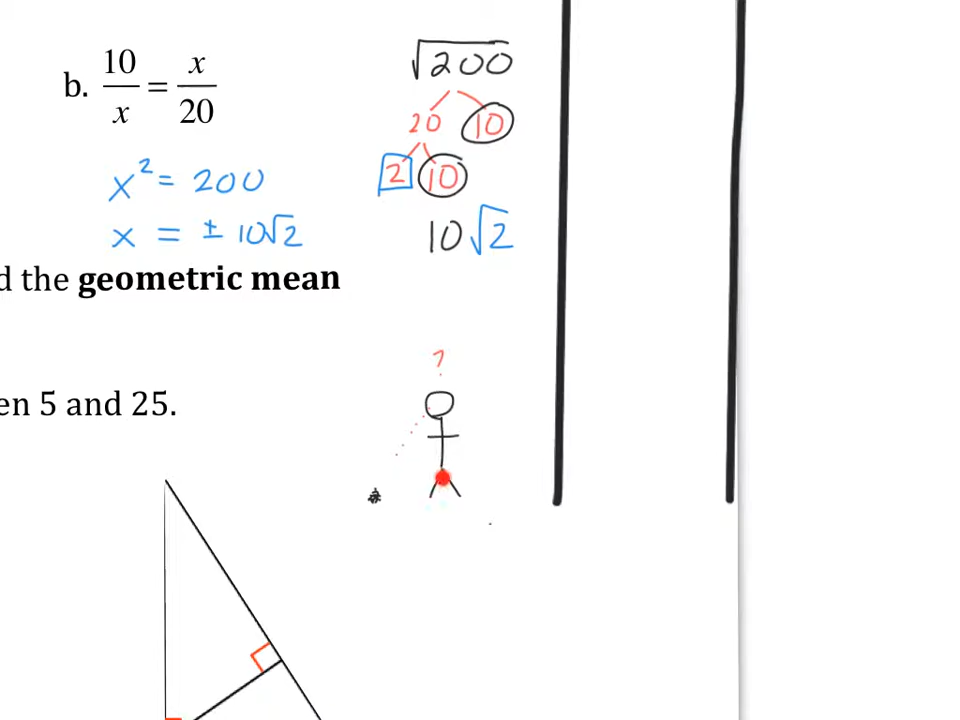 b. 10/x = x/20
x² = 200
x = ± 10√2
√200
20 10
2 10
10√2
d the geometric mean
?
en 5 and 25.